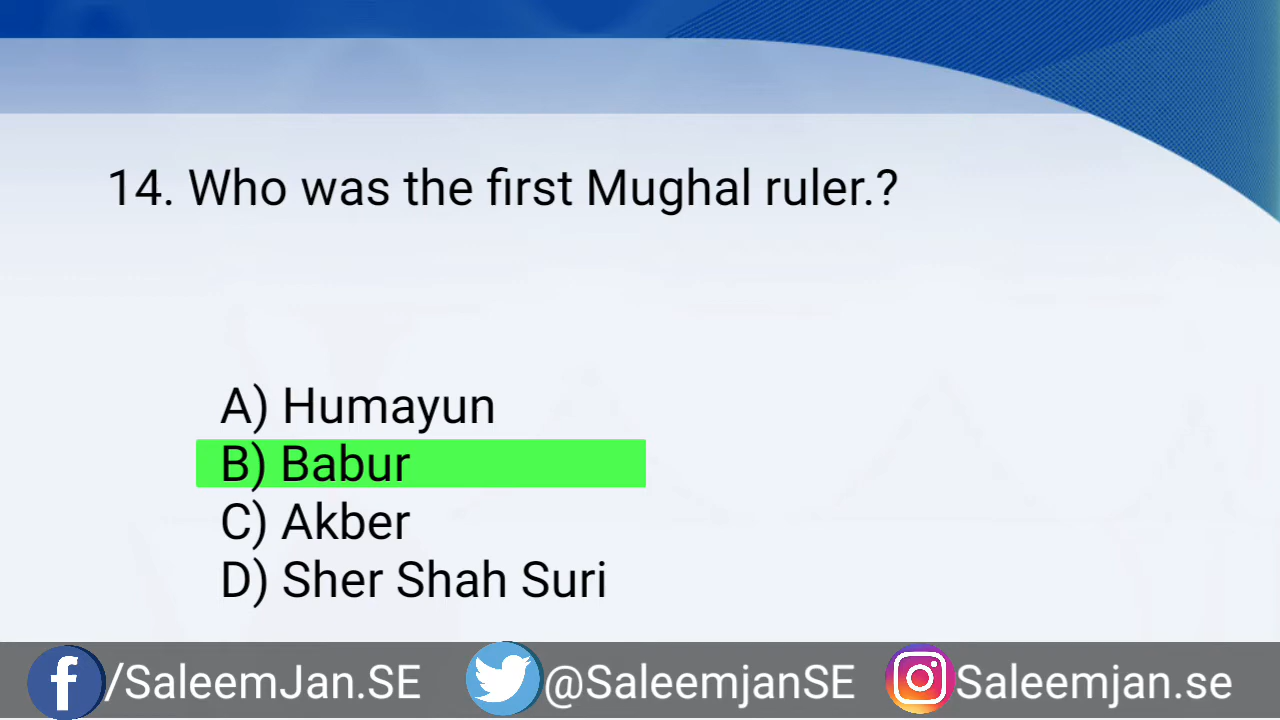 14. Who was the first Mughal ruler.?
A) Humayun
B) Babur
C) Akber
D) Sher Shah Suri
/SaleemJan.SE @SaleemjanSE Saleemjan.se